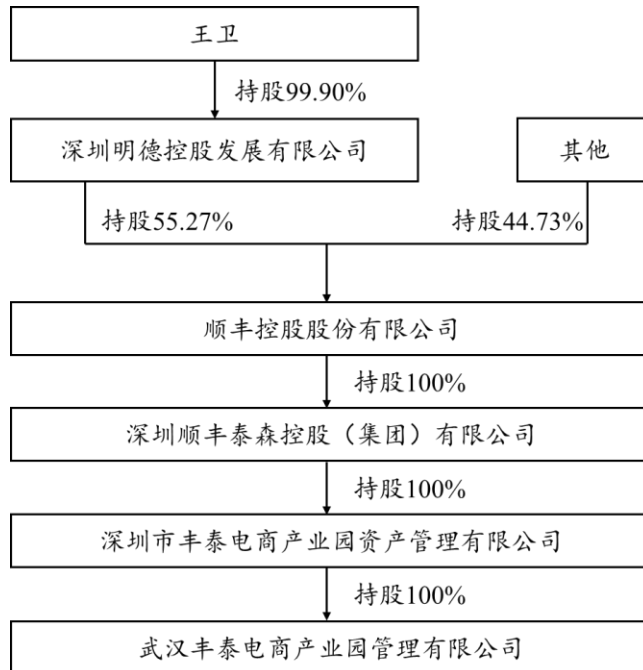 王卫
持股99.90%
深圳明德控股发展有限公司
其他
持股55.27%
持股44.73%
顺丰控股股份有限公司
持股100%
深圳顺丰泰森控股（集团）有限公司
持股100%
深圳市丰泰电商产业园资产管理有限公司
持股100%
武汉丰泰电商产业园管理有限公司